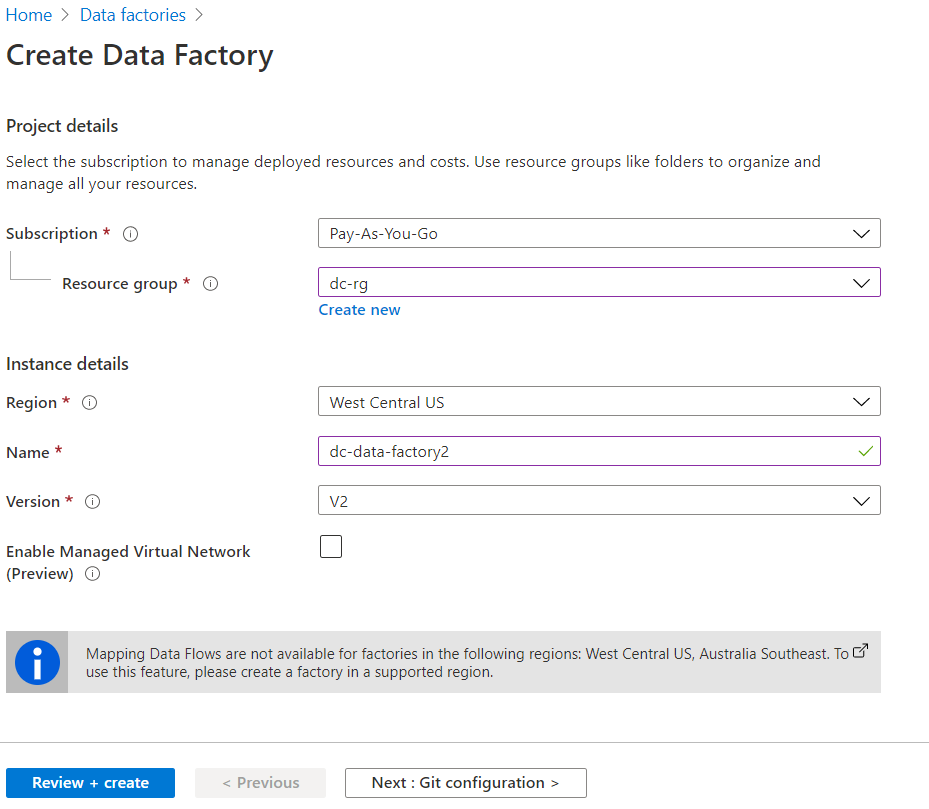 Home > Data factories >
Create Data Factory
Project details
Select the subscription to manage deployed resources and costs. Use resource groups like folders to organize and
manage all your resources.
Subscription * Pay-As-You-Go
Resource group * dc-rg
Create new
Instance details
Region * West Central US
Name * dc-data-factory2
Version * V2
Enable Managed Virtual Network
(Preview)
Mapping Data Flows are not available for factories in the following regions: West Central US, Australia Southeast. To
use this feature, please create a factory in a supported region.
Review + create < Previous Next : Git configuration >